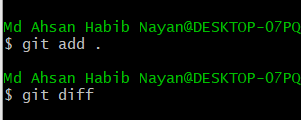 Md Ahsan Habib Nayan@DESKTOP-07PQ
$ git add .
Md Ahsan Habib Nayan@DESKTOP-07PQ
$ git diff